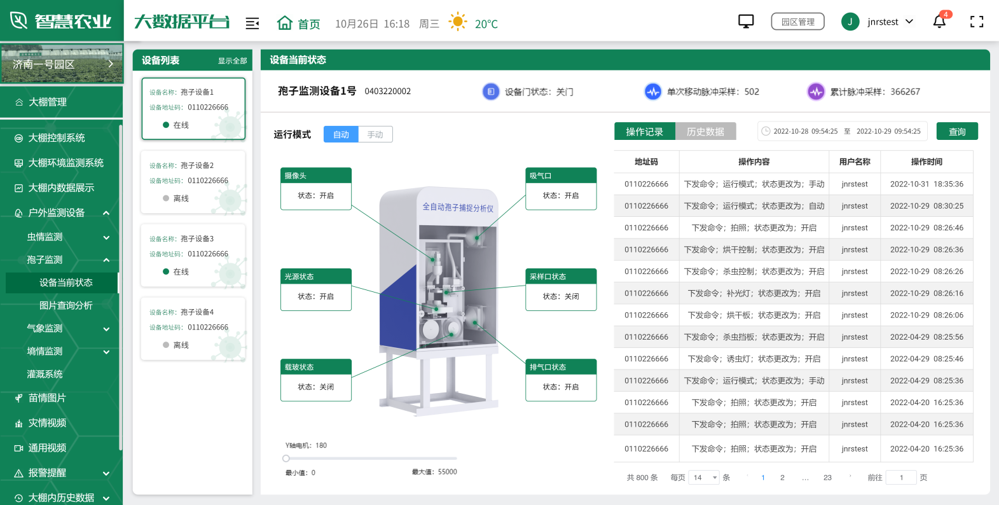 智慧农业
大数据平台
首页
10月26日 16:18 周三
20℃
园区管理
J
jnrstest
4
济南一号园区
大棚管理
大棚控制系统
大棚环境监测系统
大棚内数据展示
户外监测设备
虫情监测
孢子监测
设备当前状态
图片查询分析
气象监测
墒情监测
灌溉系统
苗情图片
灾情视频
通用视频
报警提醒
大棚内历史数据
设备列表 显示全部
设备名称：孢子设备1
设备地址码：0110226666
在线
设备名称：孢子设备2
设备地址码：0110226666
离线
设备名称：孢子设备3
设备地址码：0110226666
在线
设备名称：孢子设备4
设备地址码：0110226666
离线
设备当前状态
孢子监测设备1号 0403220002
设备门状态：关门
单次移动脉冲采样：502
累计脉冲采样：366267
运行模式 自动 手动
摄像头
状态：开启
吸气口
状态：开启
全自动孢子捕捉分析仪
光源状态
状态：开启
采样口状态
状态：关闭
载玻状态
状态：关闭
排气口状态
状态：开启
Y轴电机：180
最小值：0
最大值：55000
操作记录 历史数据
2022-10-28 09:54:25 至 2022-10-29 09:54:25
查询
地址码 操作内容 用户名称 操作时间
0110226666 下发命令；运行模式；状态更改为；手动 jnrstest 2022-10-31 18:35:36
0110226666 下发命令；运行模式；状态更改为；自动 jnrstest 2022-10-29 08:30:25
0110226666 下发命令；拍照；状态更改为；开启 jnrstest 2022-10-29 08:26:46
0110226666 下发命令；烘干控制；状态更改为；开启 jnrstest 2022-10-29 08:26:36
0110226666 下发命令；杀虫控制；状态更改为；开启 jnrstest 2022-10-29 08:26:26
0110226666 下发命令；补光灯；状态更改为；开启 jnrstest 2022-10-29 08:26:16
0110226666 下发命令；烘干板；状态更改为；开启 jnrstest 2022-10-29 08:26:06
0110226666 下发命令；杀虫挡板；状态更改为；开启 jnrstest 2022-04-29 08:25:56
0110226666 下发命令；诱虫灯；状态更改为；开启 jnrstest 2022-04-29 08:25:46
0110226666 下发命令；运行模式；状态更改为；手动 jnrstest 2022-04-29 08:25:36
0110226666 下发命令；拍照；状态更改为；开启 jnrstest 2022-04-20 16:25:36
0110226666 下发命令；拍照；状态更改为；开启 jnrstest 2022-04-20 16:25:36
0110226666 下发命令；拍照；状态更改为；开启 jnrstest 2022-04-20 16:25:36
共 800 条 每页 14 条 1 2 … 23 前往 1 页